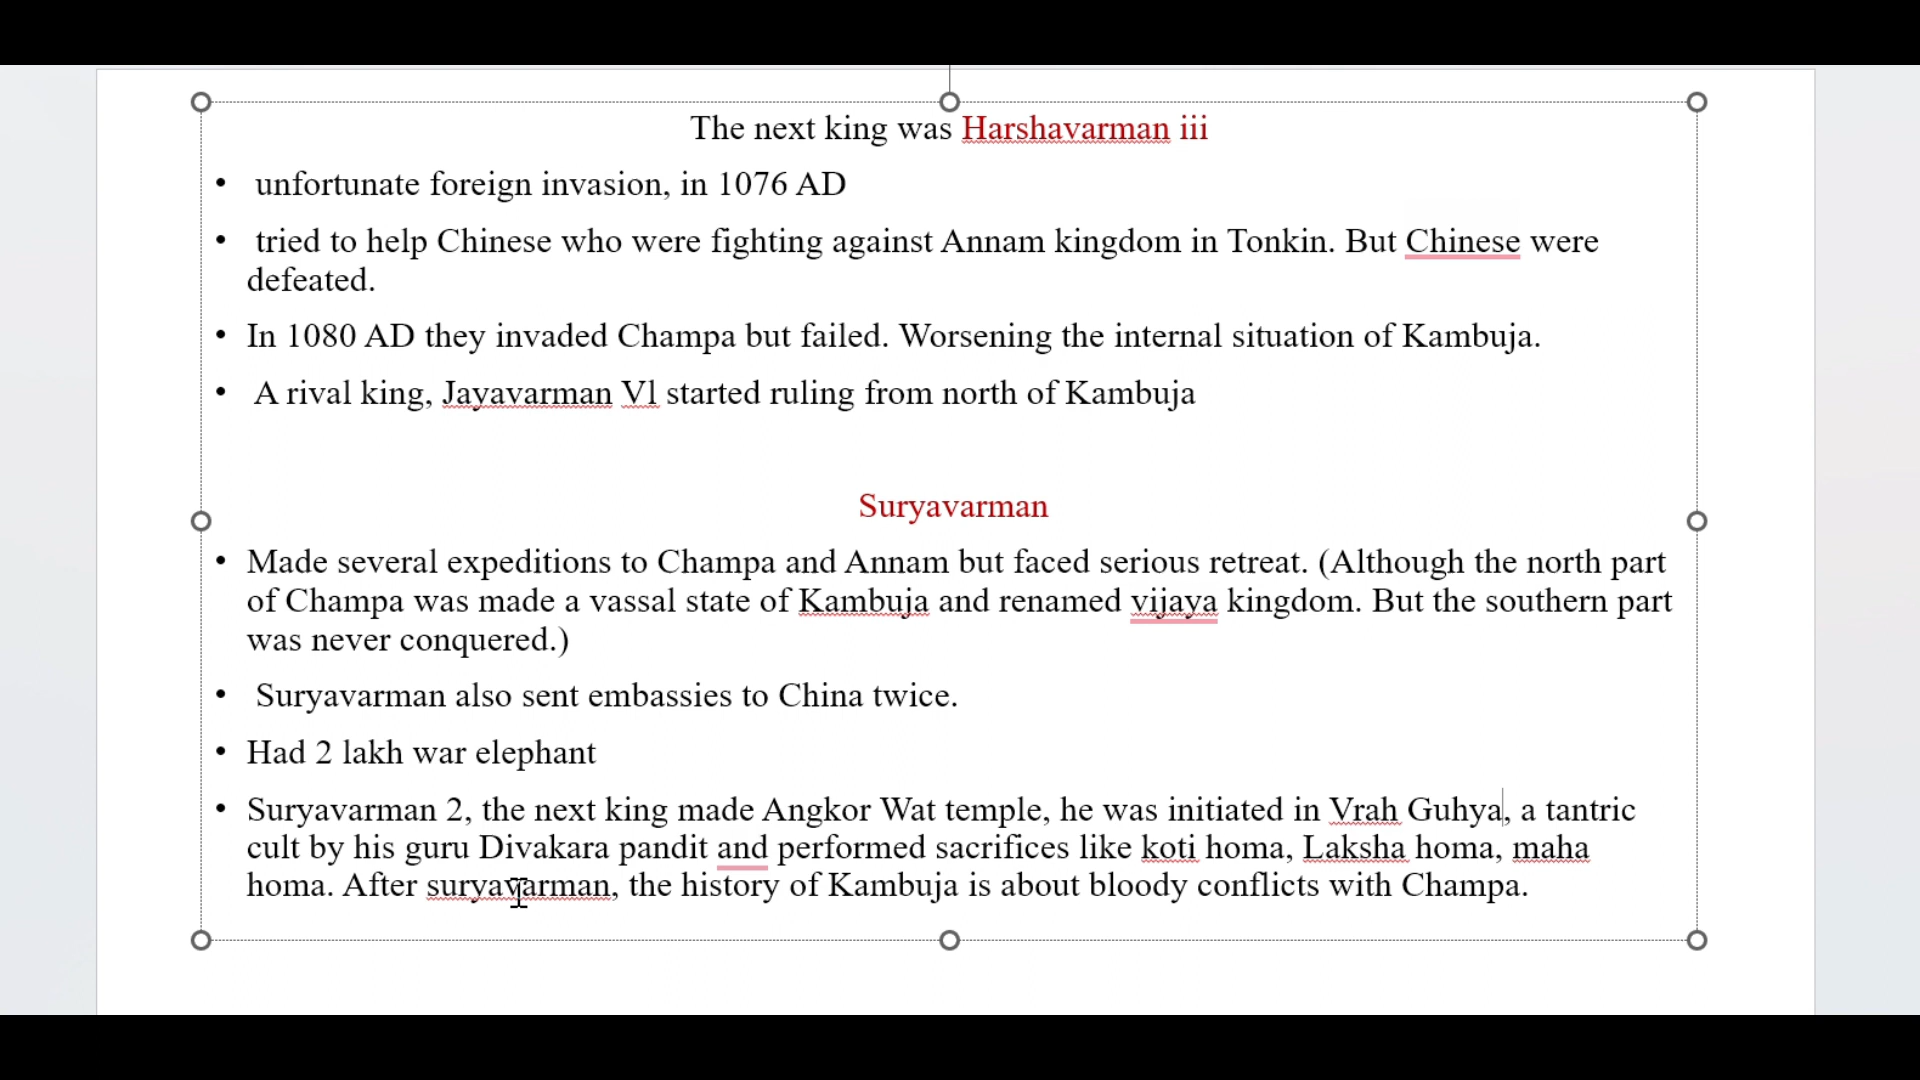 The next king was Harshavarman iii
• unfortunate foreign invasion, in 1076 AD
• tried to help Chinese who were fighting against Annam kingdom in Tonkin. But Chinese were
defeated.
• In 1080 AD they invaded Champa but failed. Worsening the internal situation of Kambuja.
• A rival king, Jayavarman Vl started ruling from north of Kambuja
Suryavarman
• Made several expeditions to Champa and Annam but faced serious retreat. (Although the north part
of Champa was made a vassal state of Kambuja and renamed vijaya kingdom. But the southern part
was never conquered.)
• Suryavarman also sent embassies to China twice.
• Had 2 lakh war elephant
• Suryavarman 2, the next king made Angkor Wat temple, he was initiated in Vrah Guhya, a tantric
cult by his guru Divakara pandit and performed sacrifices like koti homa, Laksha homa, maha
homa. After suryavarman, the history of Kambuja is about bloody conflicts with Champa.